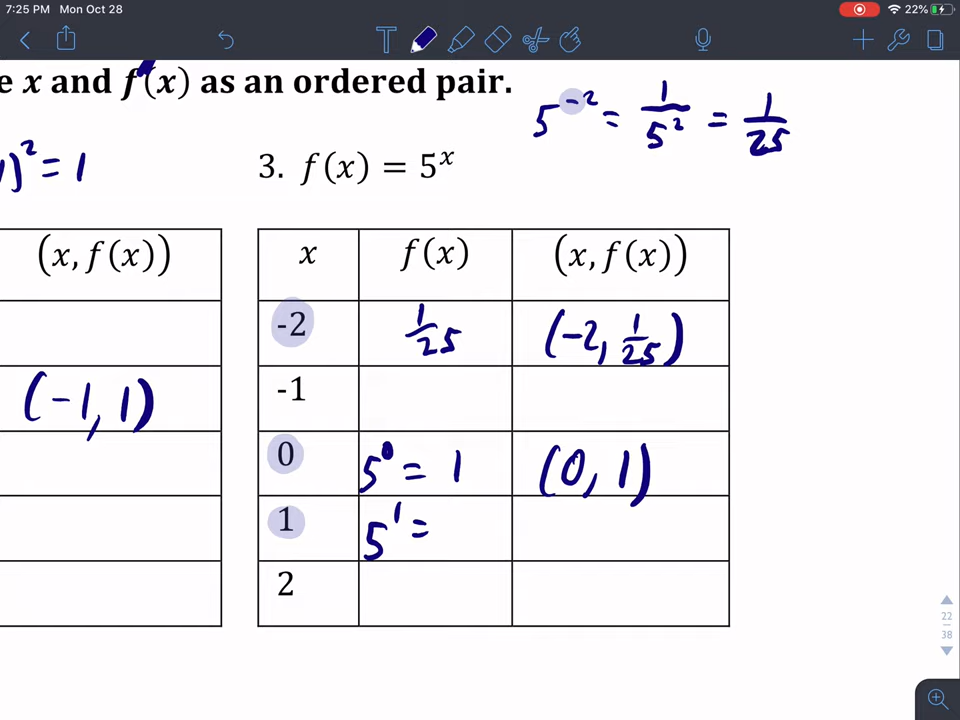 7:25 PM Mon Oct 28 22%
e x and f(x) as an ordered pair.
5^-2 = 1/5^2 = 1/25
)^2 = 1
3. f(x) = 5^x
(x, f(x)) x f(x) (x, f(x))
-2 1/25 (-2, 1/25)
(-1, 1) -1
0 5^0 = 1 (0, 1)
1 5^1 =
2
22
38